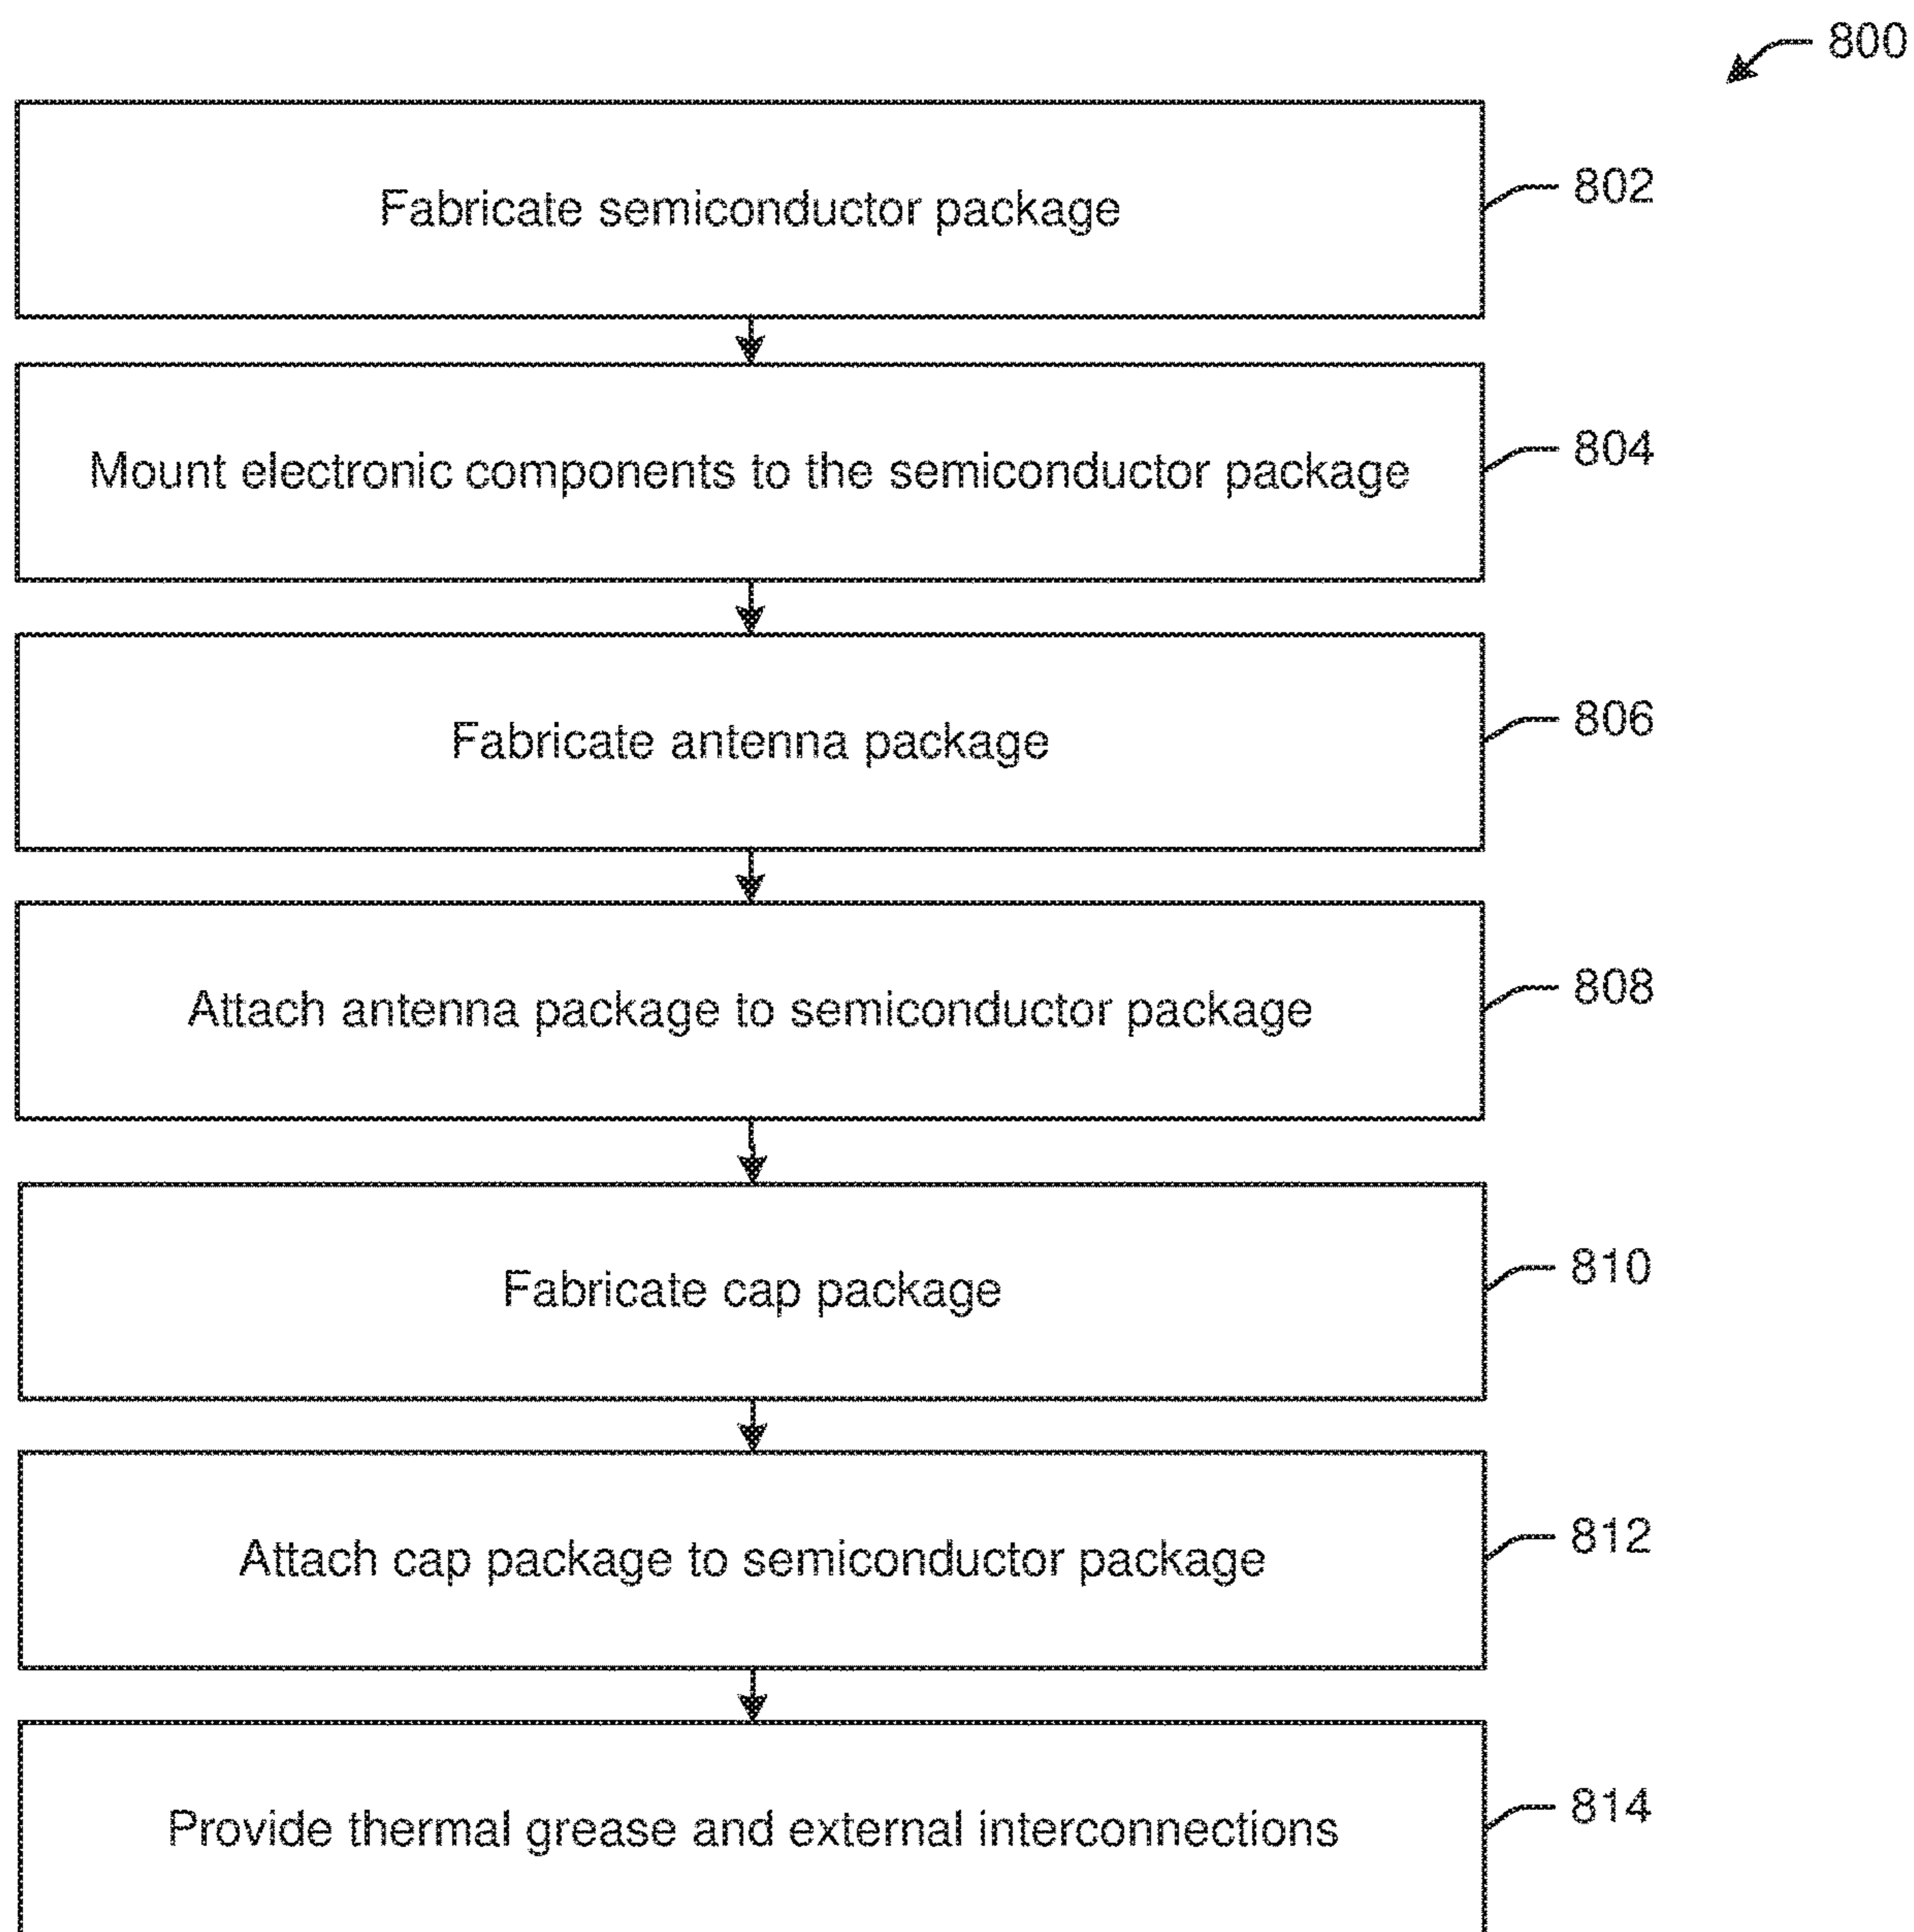 800
Fabricate semiconductor package
802
Mount electronic components to the semiconductor package
804
Fabricate antenna package
806
Attach antenna package to semiconductor package
808
Fabricate cap package
810
Attach cap package to semiconductor package
812
Provide thermal grease and external interconnections
814